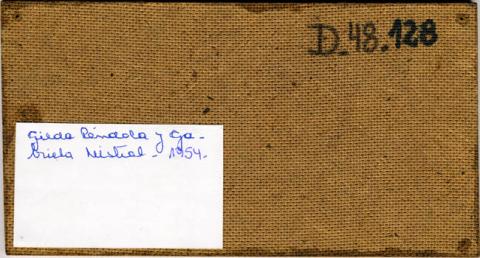 D-48-128
Gilda Péndola y Ga-
briela Mistral - 1954.